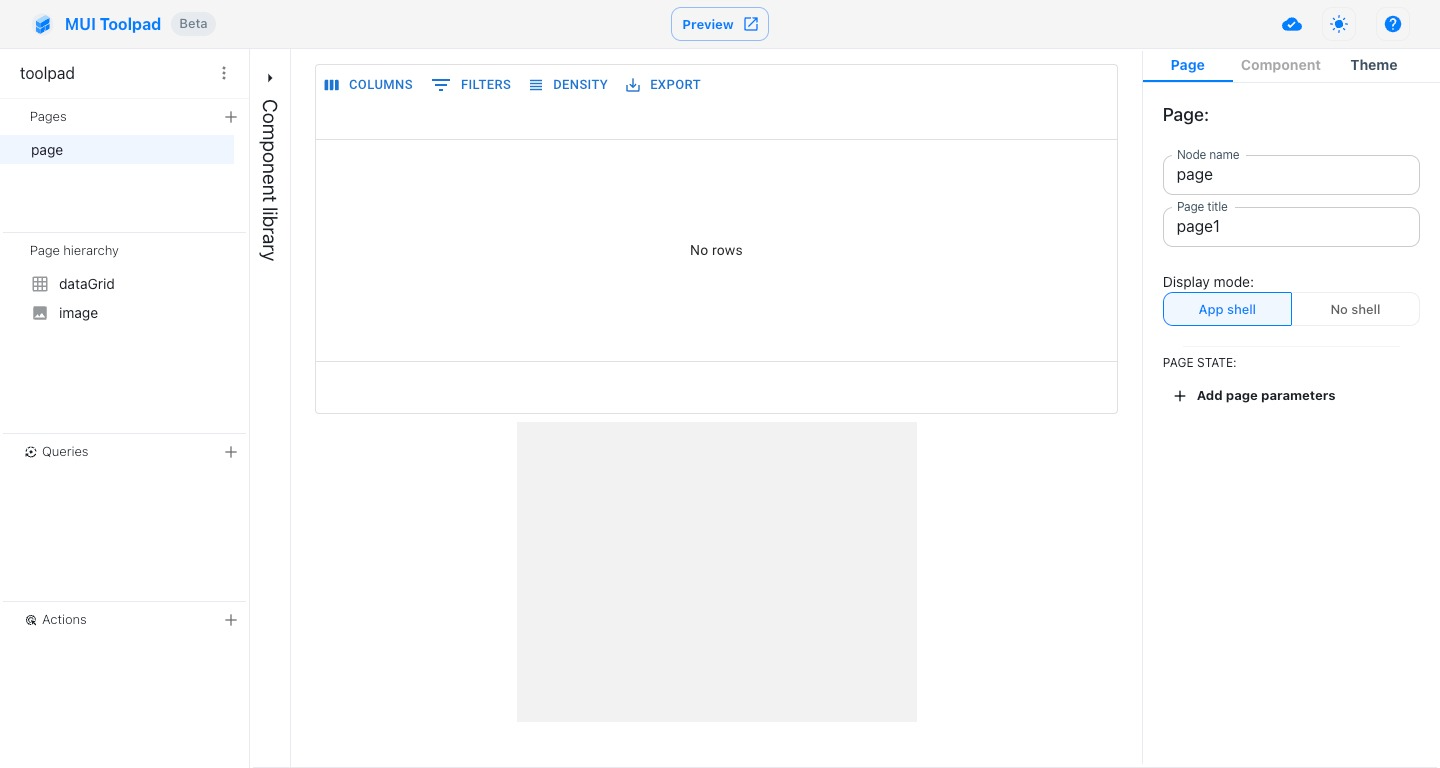 MUI Toolpad Beta
Preview
toolpad
Pages
page
Page hierarchy
dataGrid
image
Queries
Actions
Component library
COLUMNS FILTERS DENSITY EXPORT
No rows
Page Component Theme
Page:
Node name
page
Page title
page1
Display mode:
App shell No shell
PAGE STATE:
Add page parameters